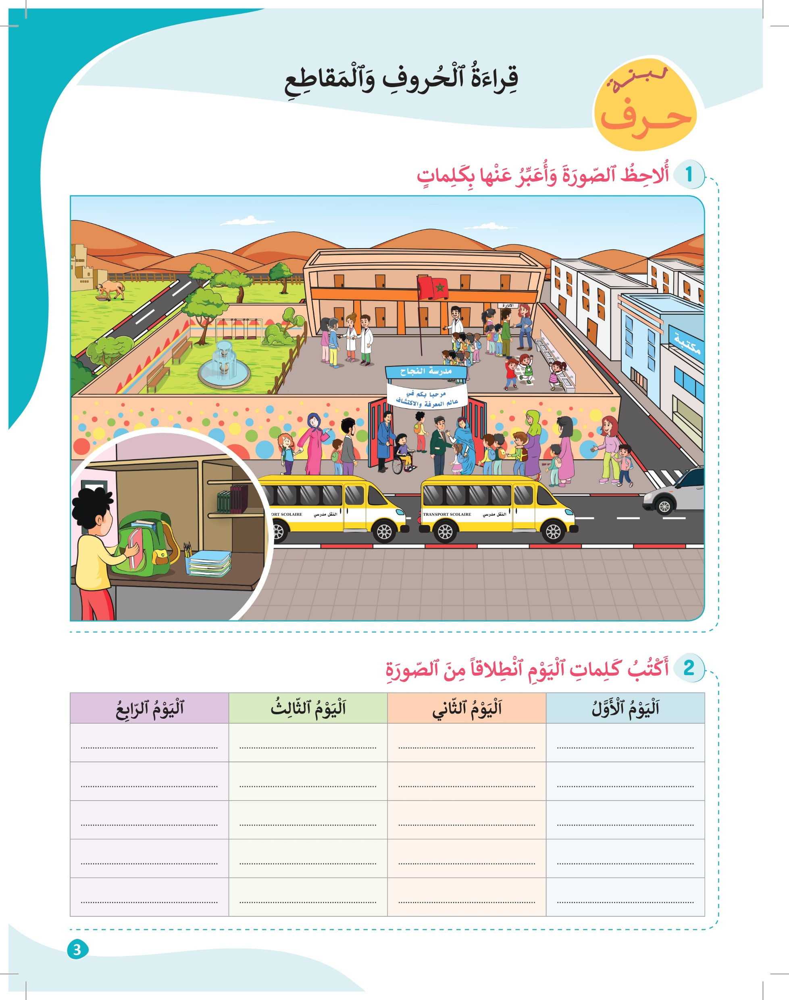 قِراءَةُ ٱلْحُروفِ وَٱلْمَقاطِعِ
لبنة
حرف
1 أُلاحِظُ ٱلصّورَةَ وَأُعَبِّرُ عَنْها بِكَلِماتٍ
الادارة
مكتبة
مدرسة النجاح
مرحبا بكم في
عالم المعرفة والاكتشاف
ORT SCOLAIRE النقل مدرسي
TRANSPORT SCOLAIRE النقل مدرسي
2 أَكْتُبُ كَلِماتِ ٱلْيَوْمِ ٱنْطِلاقاً مِنَ ٱلصّورَةِ
اَلْيَوْمُ ٱلْأَوَّلُ اَلْيَوْمُ ٱلثّاني اَلْيَوْمُ ٱلثّالِثُ ٱلْيَوْمُ ٱلرّابِعُ
3